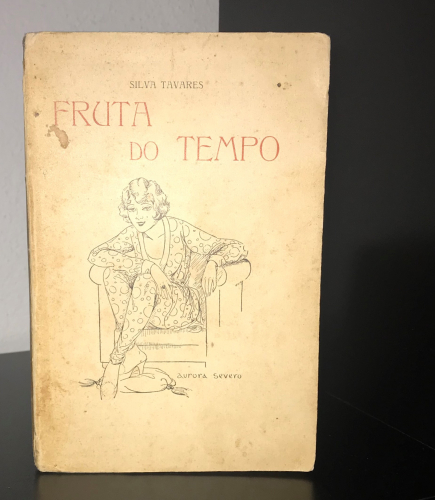 SILVA TAVARES
FRUTA
DO TEMPO
aurora severo